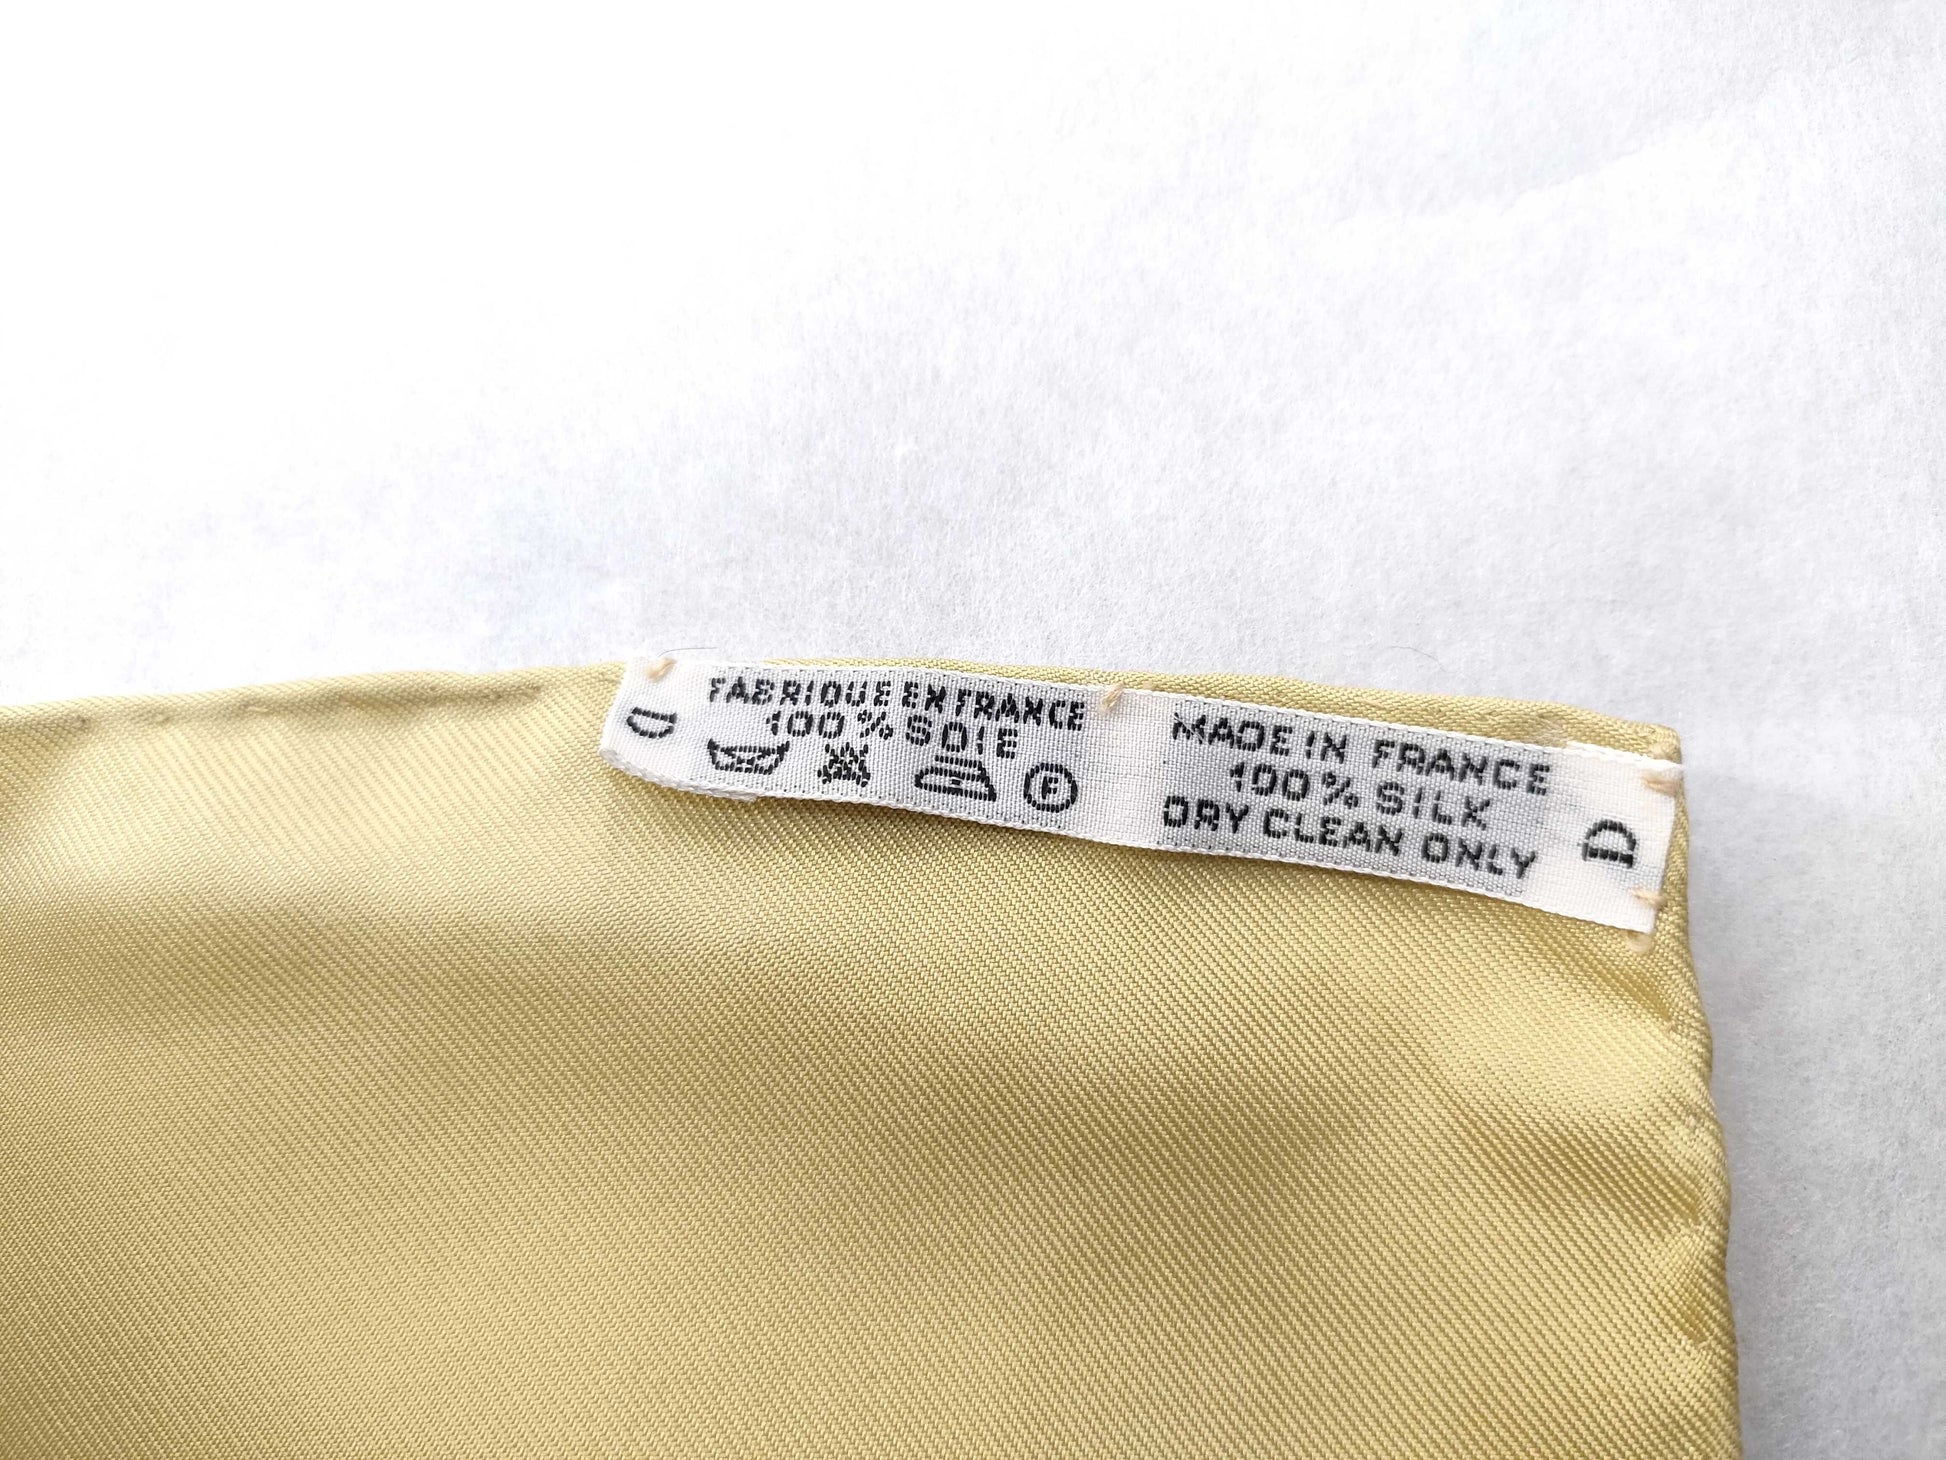 D
FABRIQUE EN FRANCE
100% SOIE
F
MADE IN FRANCE
100% SILK
DRY CLEAN ONLY
D